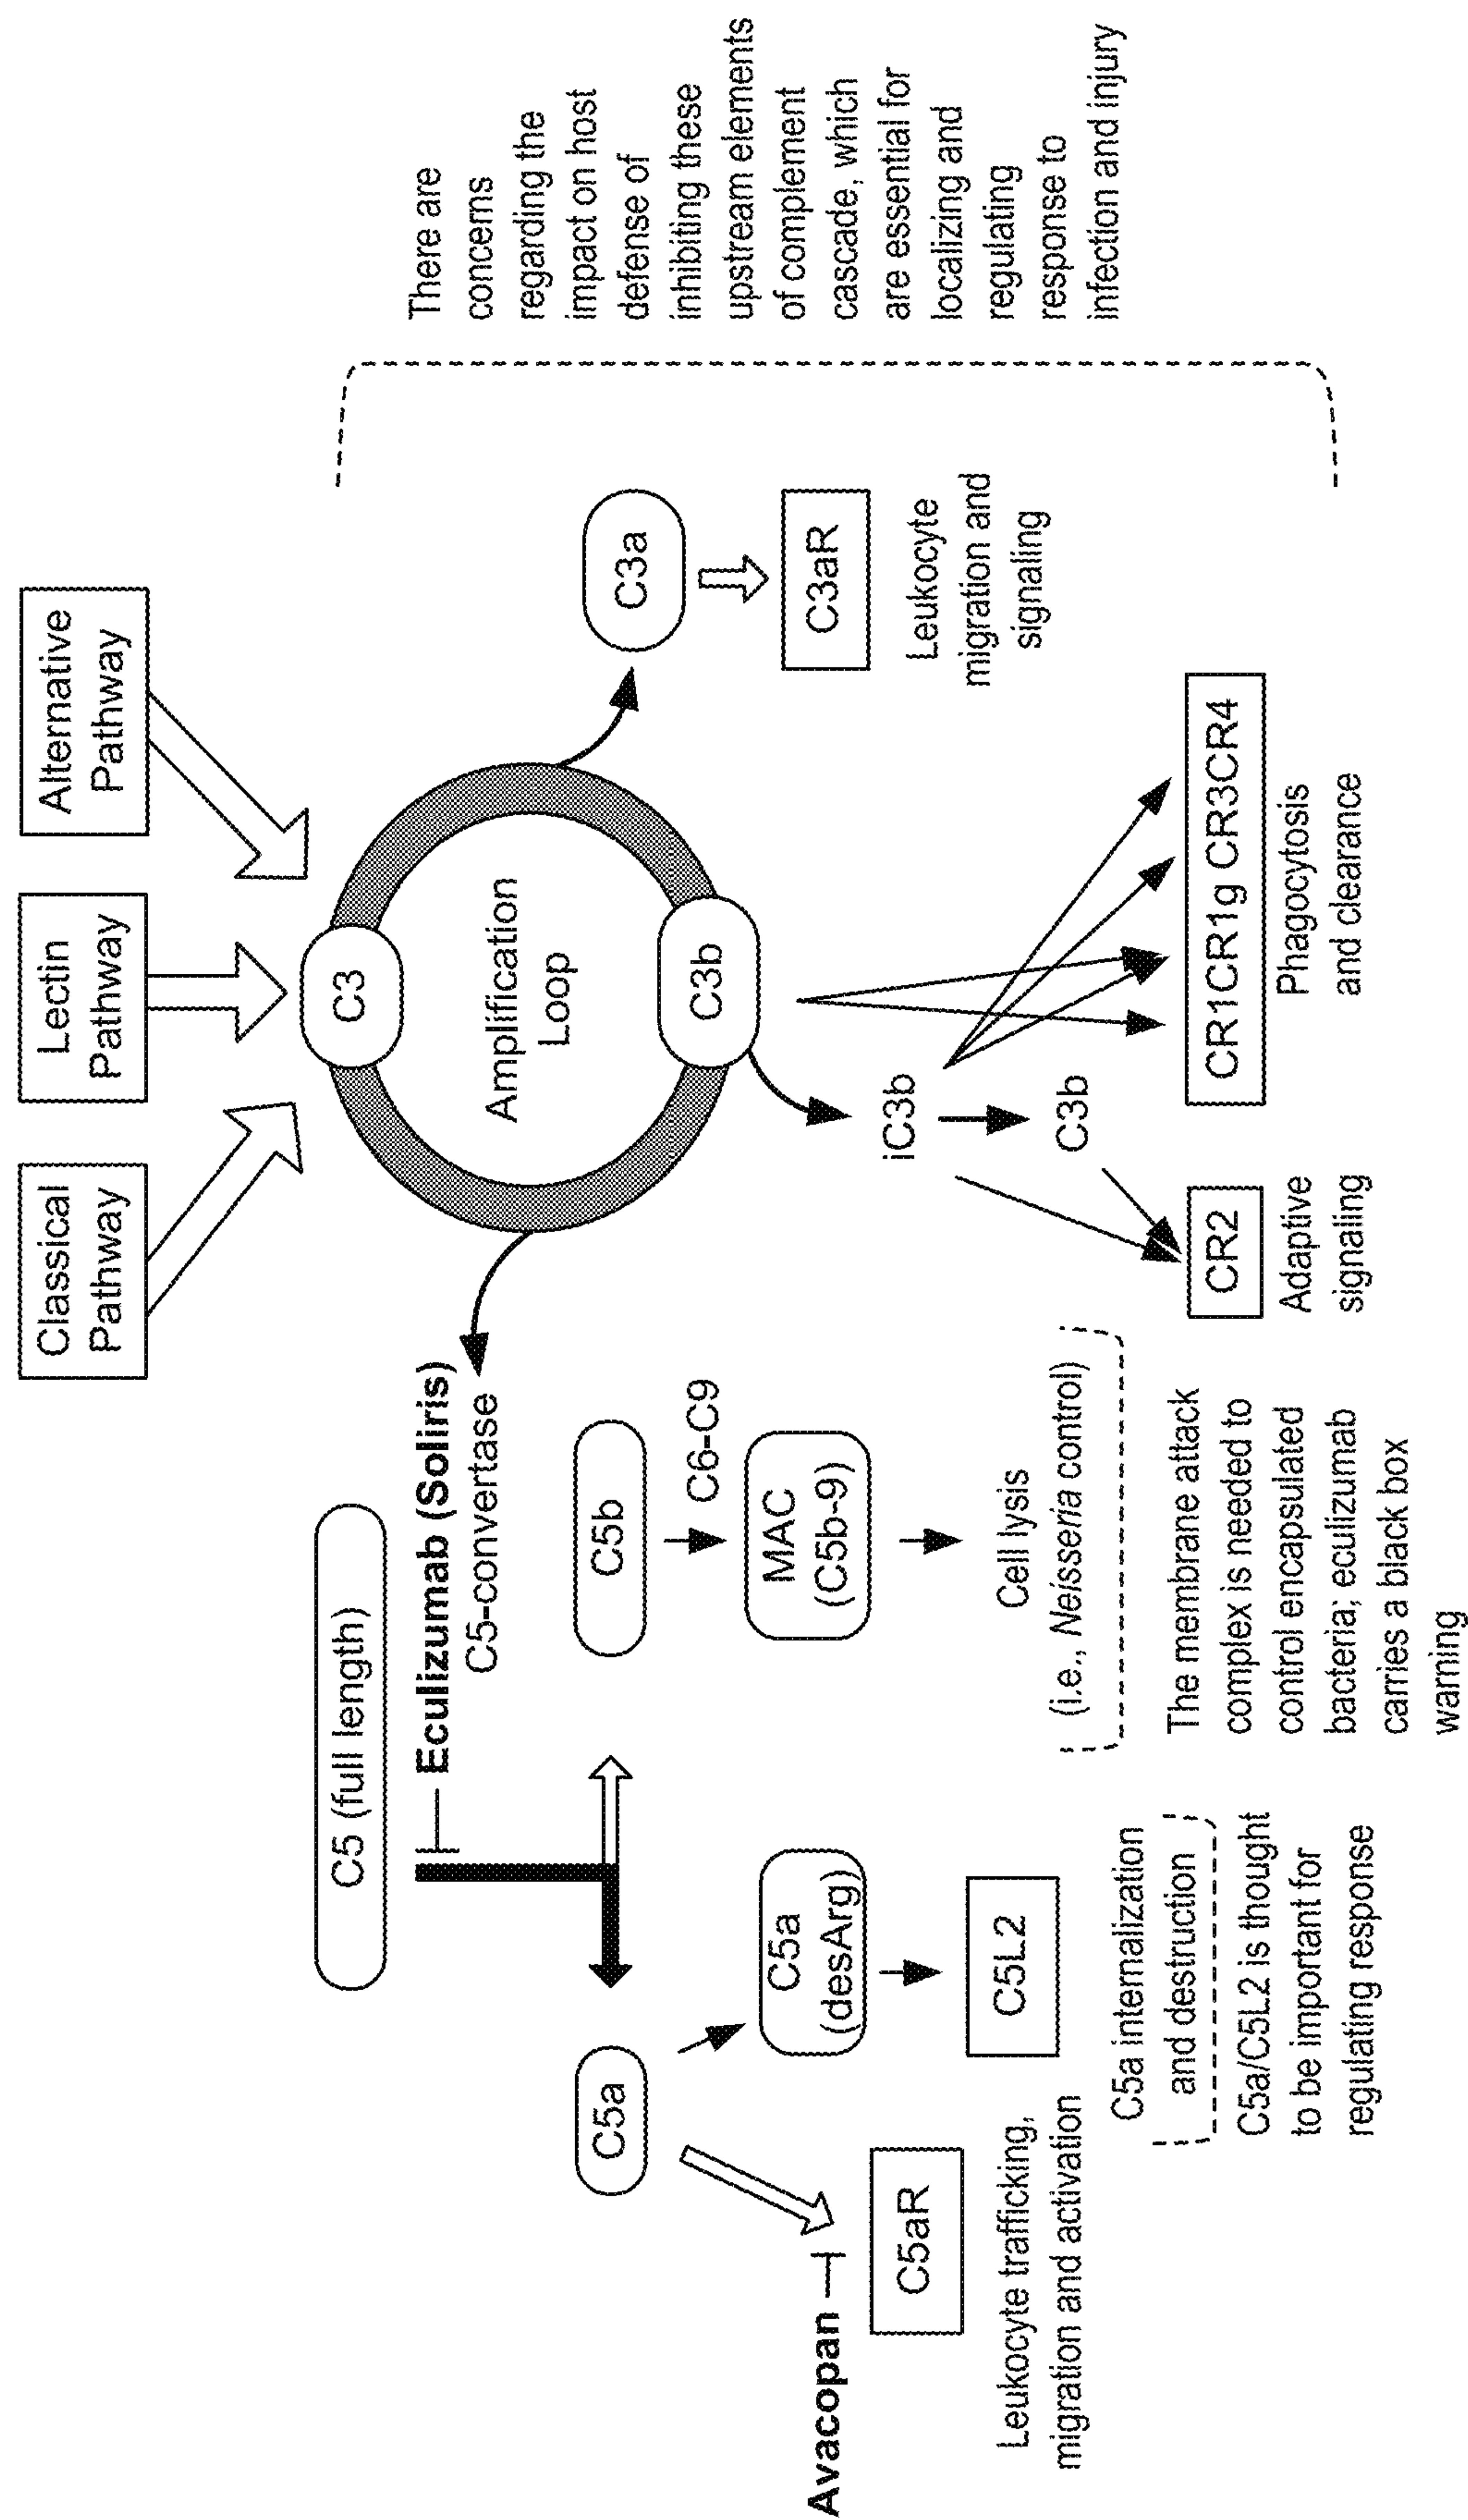 Classical
Pathway
Lectin
Pathway
Alternative
Pathway
C5 (full length)
Eculizumab (Soliris)
C5-convertase
C3
Amplification
Loop
C3b
C3a
C3aR
Leukocyte
migration and
signaling
There are
concerns
regarding the
impact on host
defense of
inhibiting these
upstream elements
of complement
cascade, which
are essential for
localizing and
regulating
response to
infection and injury
C5a
C5b
C6-C9
MAC
(C5b-9)
Cell lysis
(i.e., Neisseria control)
The membrane attack
complex is needed to
control encapsulated
bacteria; eculizumab
carries a black box
warning
C5a
(desArg)
C5L2
C5a internalization
and destruction
C5a/C5L2 is thought
to be important for
regulating response
Avacopan
C5aR
Leukocyte trafficking,
migration and activation
iC3b
C3b
CR2
Adaptive
signaling
CR1CR1g CR3CR4
Phagocytosis
and clearance